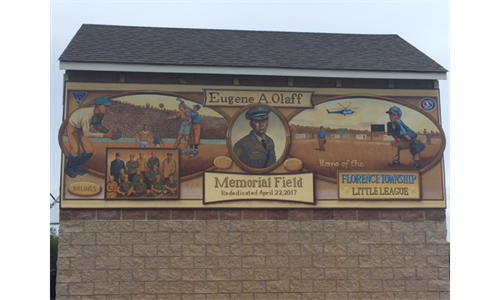 Eugene A. Olaff
Home of the
Memorial Field
Rededicated April 22, 2017
FLORENCE TOWNSHIP
LITTLE LEAGUE